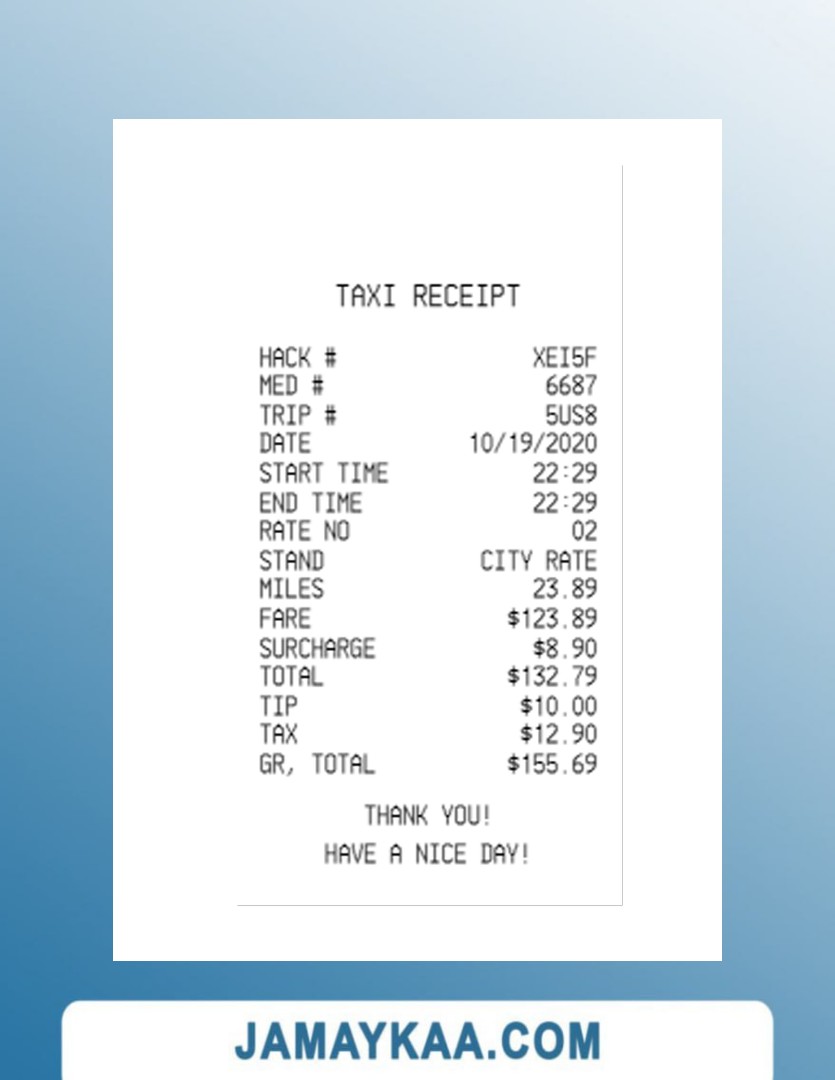 TAXI RECEIPT
HACK # XEI5F
MED # 6687
TRIP # 5US8
DATE 10/19/2020
START TIME 22:29
END TIME 22:29
RATE NO 02
STAND CITY RATE
MILES 23.89
FARE $123.89
SURCHARGE $8.90
TOTAL $132.79
TIP $10.00
TAX $12.90
GR, TOTAL $155.69
THANK YOU!
HAVE A NICE DAY!
JAMAYKAA.COM